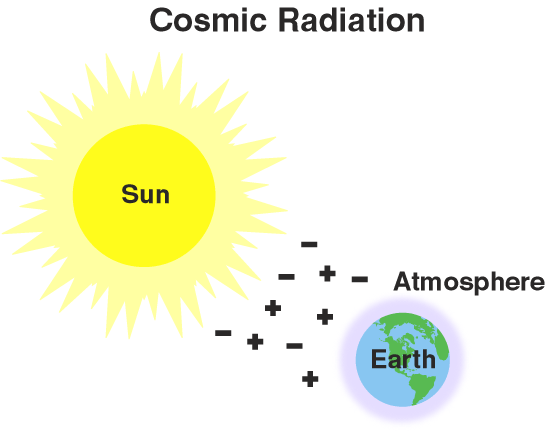 Cosmic Radiation
Sun
Atmosphere
Earth